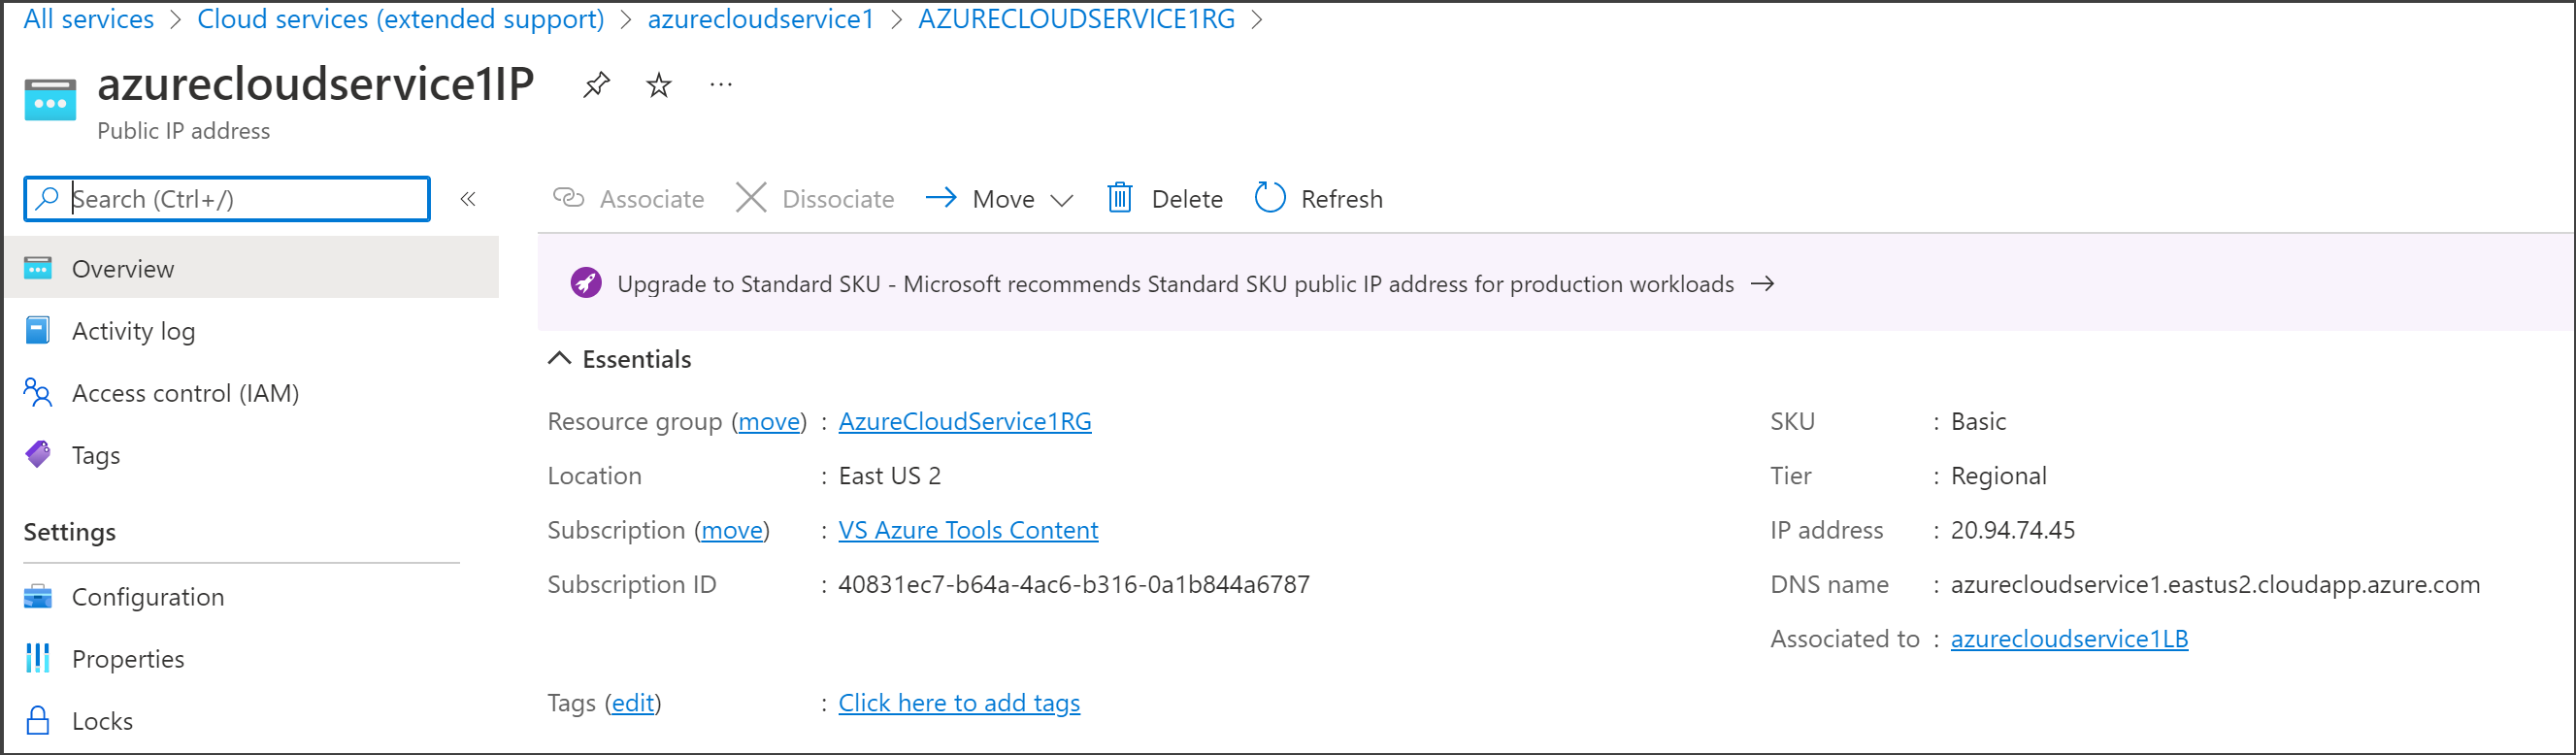 All services > Cloud services (extended support) > azurecloudservice1 > AZURECLOUDSERVICE1RG >
azurecloudservice1IP ...
Public IP address
Search (Ctrl+/) «
Associate Dissociate Move Delete Refresh
Overview
Activity log
Access control (IAM)
Tags
Settings
Configuration
Properties
Locks
Upgrade to Standard SKU - Microsoft recommends Standard SKU public IP address for production workloads →
Essentials
Resource group (move) : AzureCloudService1RG
Location : East US 2
Subscription (move) : VS Azure Tools Content
Subscription ID : 40831ec7-b64a-4ac6-b316-0a1b844a6787
Tags (edit) : Click here to add tags
SKU : Basic
Tier : Regional
IP address : 20.94.74.45
DNS name : azurecloudservice1.eastus2.cloudapp.azure.com
Associated to : azurecloudservice1LB